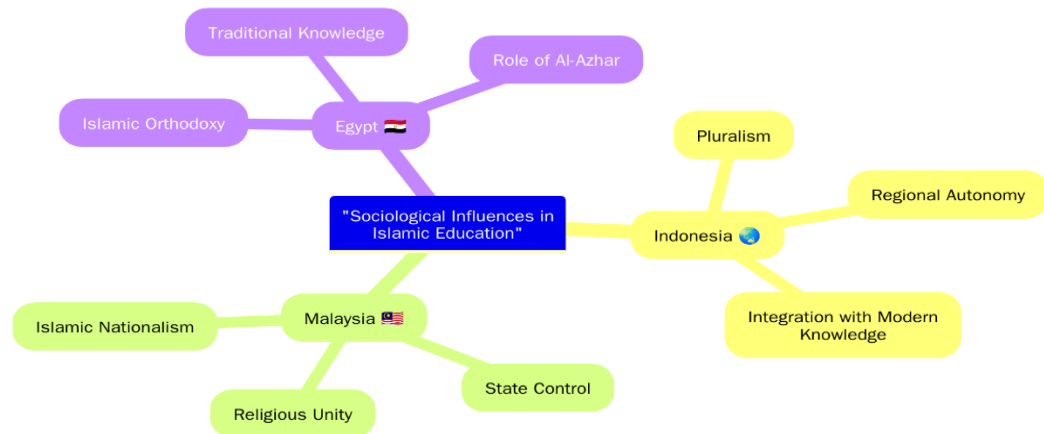 Traditional Knowledge
Role of Al-Azhar
Islamic Orthodoxy
Egypt 🇪🇬
Pluralism
Regional Autonomy
"Sociological Influences in
Islamic Education"
Indonesia 🌏
Integration with Modern
Knowledge
Malaysia 🇲🇾
Islamic Nationalism
State Control
Religious Unity